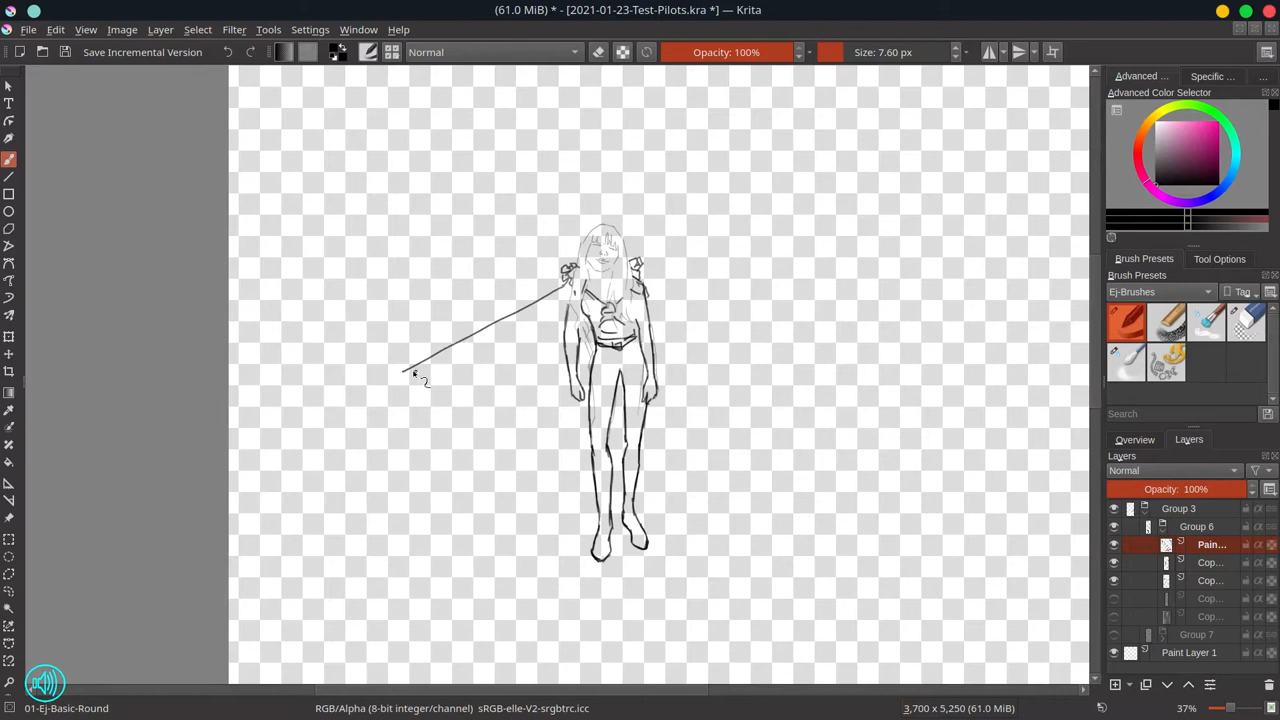 (61.0 MiB) * - [2021-01-23-Test-Pilots.kra *] — Krita
File Edit View Image Layer Select Filter Tools Settings Window Help
Save Incremental Version Normal Opacity: 100% Size: 7.60 px
Advanced ... Specific ... ...
Advanced Color Selector
Brush Presets Tool Options
Brush Presets
Ej-Brushes Tag
Search
Overview Layers
Layers
Normal
Opacity: 100%
Group 3
Group 6
Pain...
Cop...
Cop...
Cop...
Cop...
Group 7
Paint Layer 1
01-Ej-Basic-Round RGB/Alpha (8-bit integer/channel) sRGB-elle-V2-srgbtrc.icc 3,700 x 5,250 (61.0 MiB) 37%